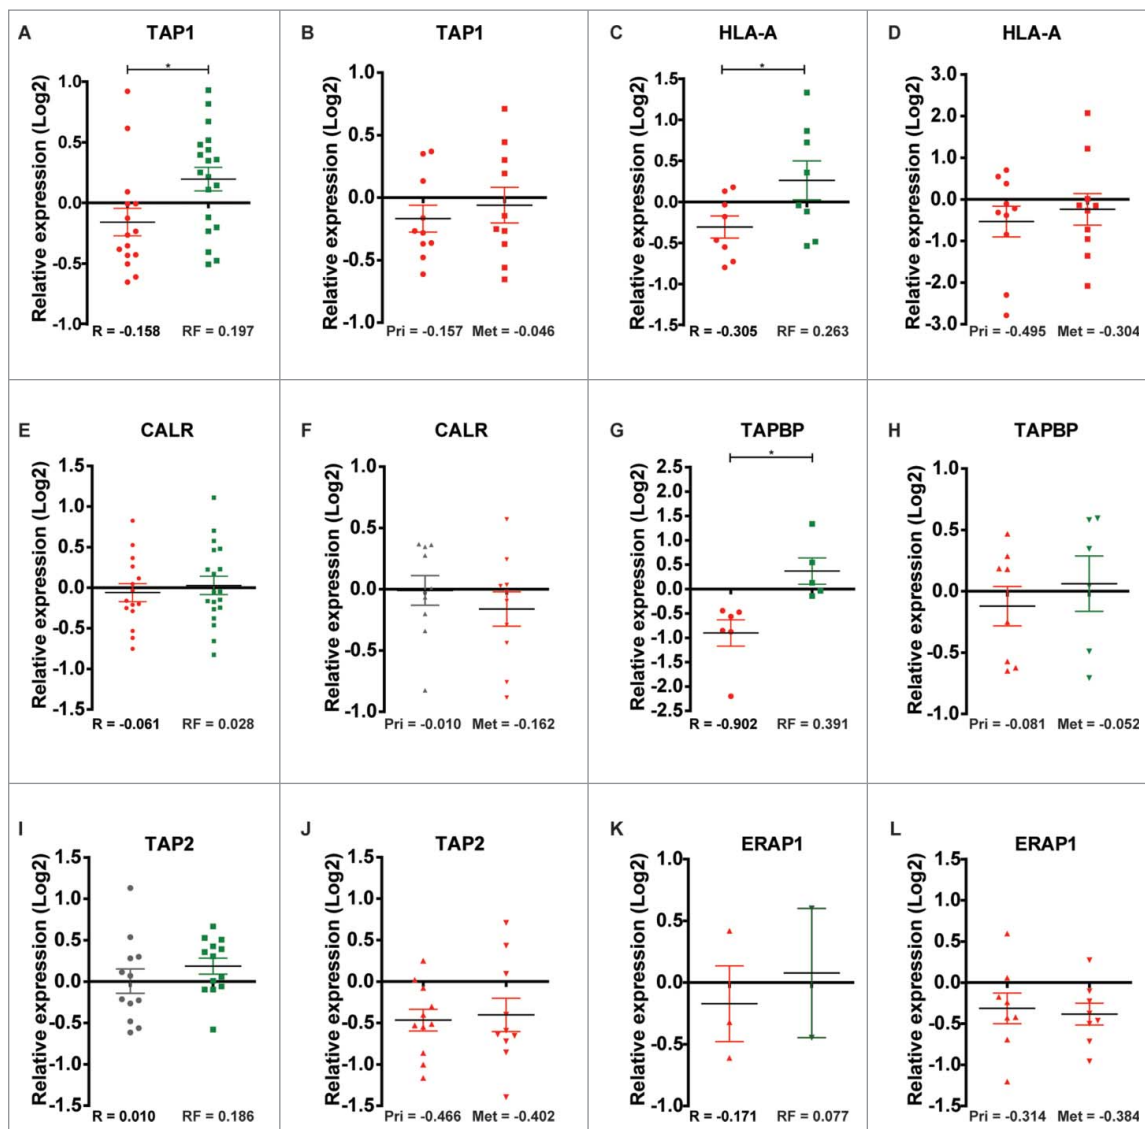 A TAP1
*
Relative expression (Log2)
1.0
0.5
0.0
-0.5
-1.0
R = -0.158 RF = 0.197
B TAP1
Relative expression (Log2)
1.0
0.5
0.0
-0.5
-1.0
Pri = -0.157 Met = -0.046
C HLA-A
*
Relative expression (Log2)
1.5
1.0
0.5
0.0
-0.5
-1.0
-1.5
R = -0.305 RF = 0.263
D HLA-A
Relative expression (Log2)
3.0
2.0
1.0
0.0
-1.0
-2.0
-3.0
Pri = -0.495 Met = -0.304
E CALR
Relative expression (Log2)
1.5
1.0
0.5
0.0
-0.5
-1.0
-1.5
R = -0.061 RF = 0.028
F CALR
Relative expression (Log2)
1.0
0.5
0.0
-0.5
-1.0
Pri = -0.010 Met = -0.162
G TAPBP
*
Relative expression (Log2)
2.5
2.0
1.5
1.0
0.5
0.0
-0.5
-1.0
-1.5
-2.0
-2.5
R = -0.902 RF = 0.391
H TAPBP
Relative expression (Log2)
1.0
0.5
0.0
-0.5
-1.0
Pri = -0.081 Met = -0.052
I TAP2
Relative expression (Log2)
1.5
1.0
0.5
0.0
-0.5
-1.0
-1.5
R = 0.010 RF = 0.186
J TAP2
Relative expression (Log2)
1.5
1.0
0.5
0.0
-0.5
-1.0
-1.5
Pri = -0.466 Met = -0.402
K ERAP1
Relative expression (Log2)
1.0
0.5
0.0
-0.5
-1.0
R = -0.171 RF = 0.077
L ERAP1
Relative expression (Log2)
1.5
1.0
0.5
0.0
-0.5
-1.0
-1.5
Pri = -0.314 Met = -0.384